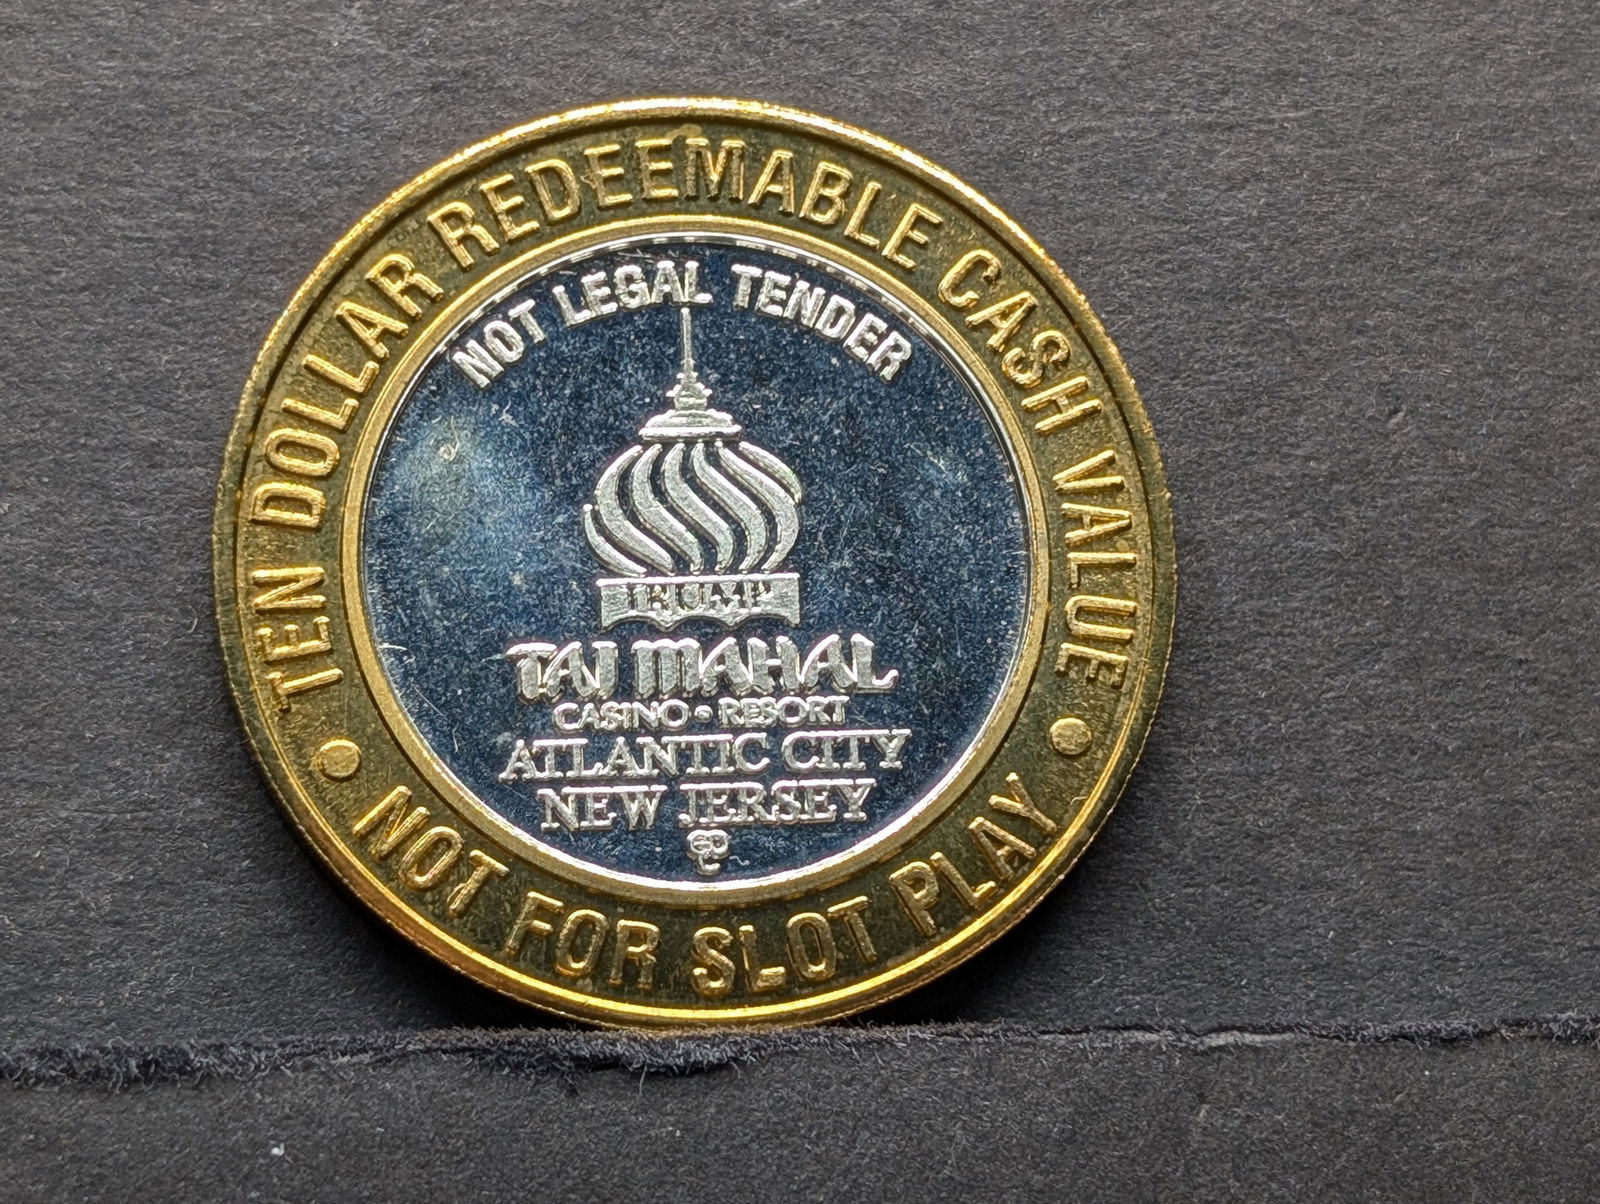 TEN DOLLAR REDEEMABLE CASH VALUE
NOT LEGAL TENDER
TRUMP
TAJ MAHAL
CASINO • RESORT
ATLANTIC CITY
NEW JERSEY
• NOT FOR SLOT PLAY •